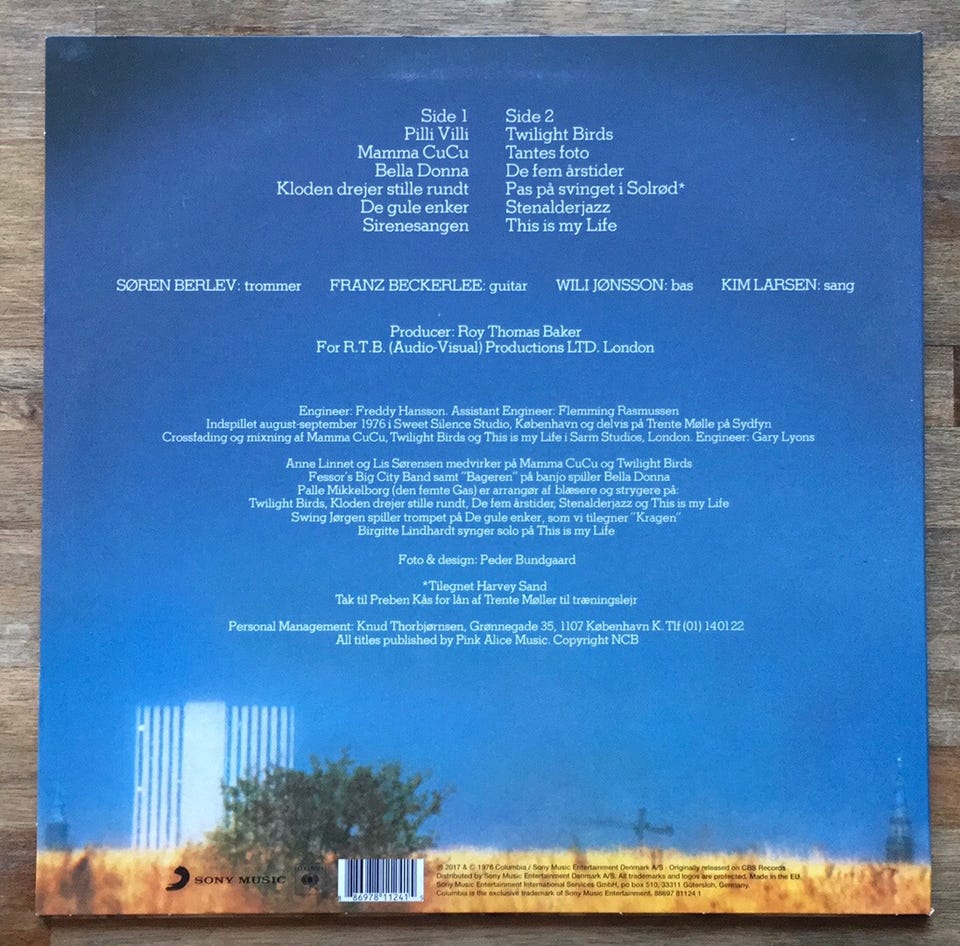 Side 1
Pilli Villi
Mamma CuCu
Bella Donna
Kloden drejer stille rundt
De gule enker
Sirenesangen
Side 2
Twilight Birds
Tantes foto
De fem årstider
Pas på svinget i Solrød*
Stenalderjazz
This is my Life
SØREN BERLEV: trommer FRANZ BECKERLEE: guitar WILI JØNSSON: bas KIM LARSEN: sang
Producer: Roy Thomas Baker
For R.T.B. (Audio-Visual) Productions LTD. London
Engineer: Freddy Hansson. Assistant Engineer: Flemming Rasmussen
Indspillet august-september 1976 i Sweet Silence Studio, København og delvis på Trente Mølle på Sydfyn
Crossfading og mixning af Mamma CuCu, Twilight Birds og This is my Life i Sarm Studios, London. Engineer: Gary Lyons
Anne Linnet og Lis Sørensen medvirker på Mamma CuCu og Twilight Birds
Fessor's Big City Band samt "Bageren" på banjo spiller Bella Donna
Palle Mikkelborg (den femte Gas) er arrangør af blæsere og strygere på:
Twilight Birds, Kloden drejer stille rundt, De fem årstider, Stenalderjazz og This is my Life
Swing Jørgen spiller trompet på De gule enker, som vi tilegner "Kragen"
Birgitte Lindhardt synger solo på This is my Life
Foto & design: Peder Bundgaard
*Tilegnet Harvey Sand
Tak til Preben Kås for lån af Trente Møller til træningslejr
Personal Management: Knud Thorbjørnsen, Grønnegade 35, 1107 København K. Tlf (01) 14 01 22
All titles published by Pink Alice Music. Copyright NCB
SONY MUSIC
8 86978 11241
℗ 2017 & © 1976 Columbia / Sony Music Entertainment Denmark A/S · Originally released on CBS Records
Distributed by Sony Music Entertainment Denmark A/S. All trademarks and logos are protected. Made in the EU.
Sony Music Entertainment International Services GmbH, po box 510, 33311 Gütersloh, Germany.
Columbia is the exclusive trademark of Sony Music Entertainment. 88697 81124 1